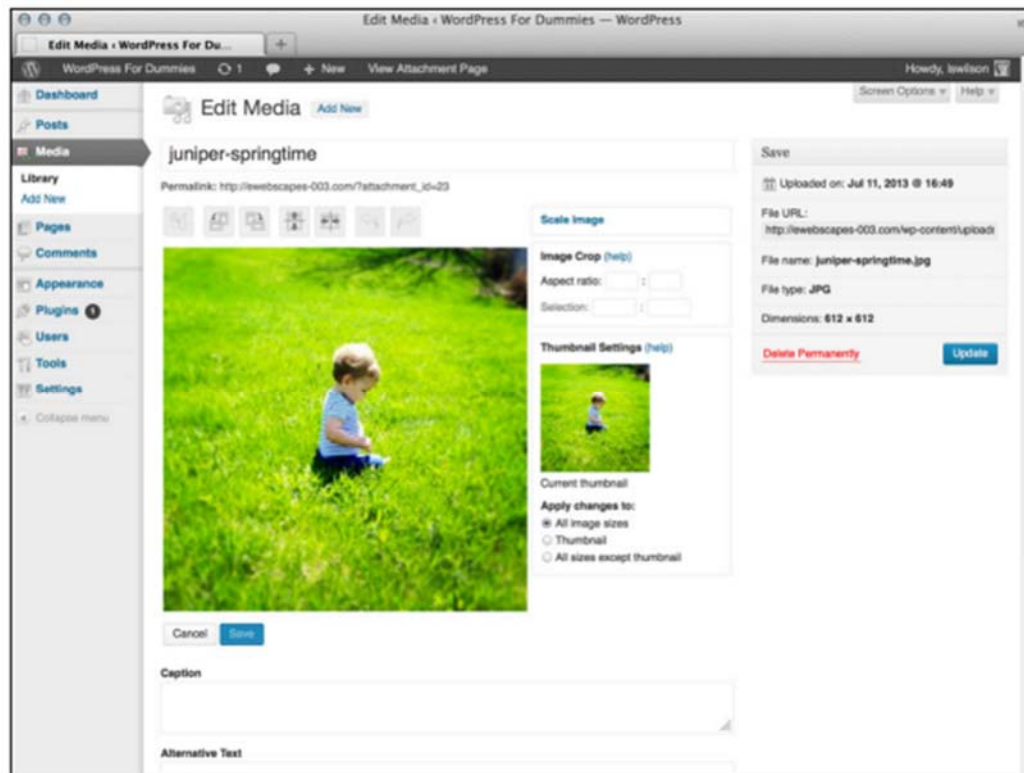 Edit Media ‹ WordPress For Dummies — WordPress
Edit Media ‹ WordPress For Du...
WordPress For Dummies 1 + New View Attachment Page
Howdy, lswilson
Dashboard
Posts
Media
Library
Add New
Pages
Comments
Appearance
Plugins 1
Users
Tools
Settings
Collapse menu
Screen Options Help
Edit Media Add New
juniper-springtime
Permalink: http://ewebscapes-003.com/?attachment_id=23
Scale Image
Image Crop (help)
Aspect ratio: :
Selection: :
Thumbnail Settings (help)
Current thumbnail
Apply changes to:
All image sizes
Thumbnail
All sizes except thumbnail
Cancel Save
Caption
Alternative Text
Save
Uploaded on: Jul 11, 2013 @ 16:49
File URL:
http://ewebscapes-003.com/wp-content/uploads
File name: juniper-springtime.jpg
File type: JPG
Dimensions: 612 × 612
Delete Permanently Update